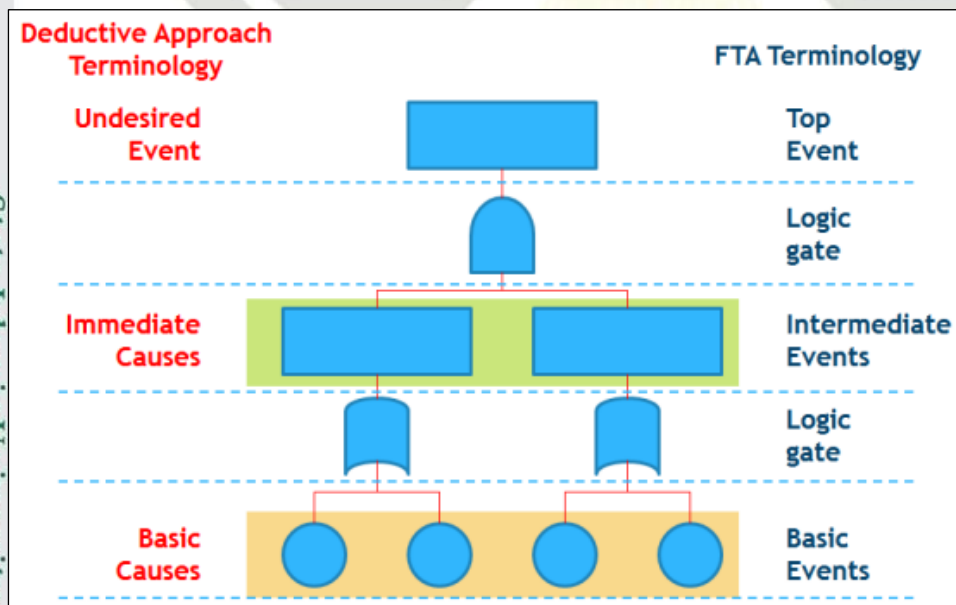 Deductive Approach
Terminology
FTA Terminology
Undesired
Event
Top
Event
Logic
gate
Immediate
Causes
Intermediate
Events
Logic
gate
Basic
Causes
Basic
Events